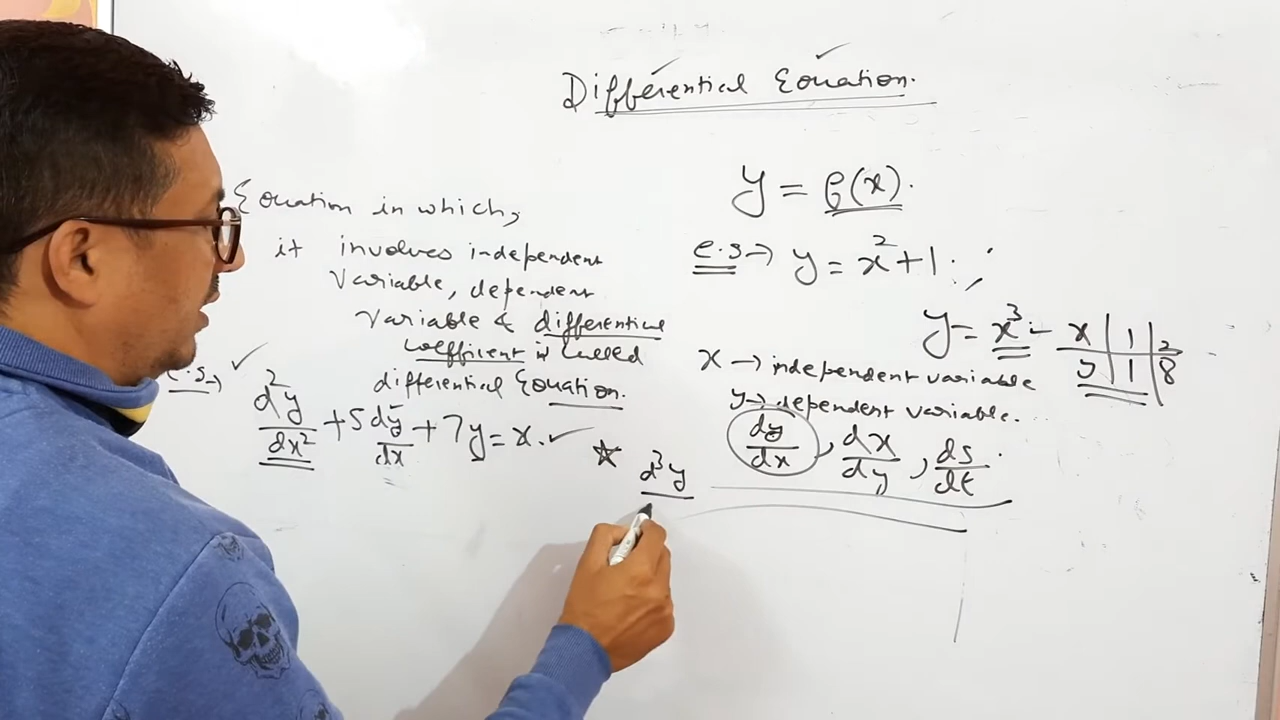 Differential Equation.
Equation in which,
it involves independent
variable, dependent
variable & differential
coefficient is called
differential Equation.
e.g→
d²y/dx² + 5dy/dx + 7y = x.
y = f(x).
e.g→ y = x² + 1.
y = x³ –
x | 1 | 2
y | 1 | 8
x → independent variable
y → dependent variable.
dy/dx, dx/dy, ds/dt.
☆ d³y